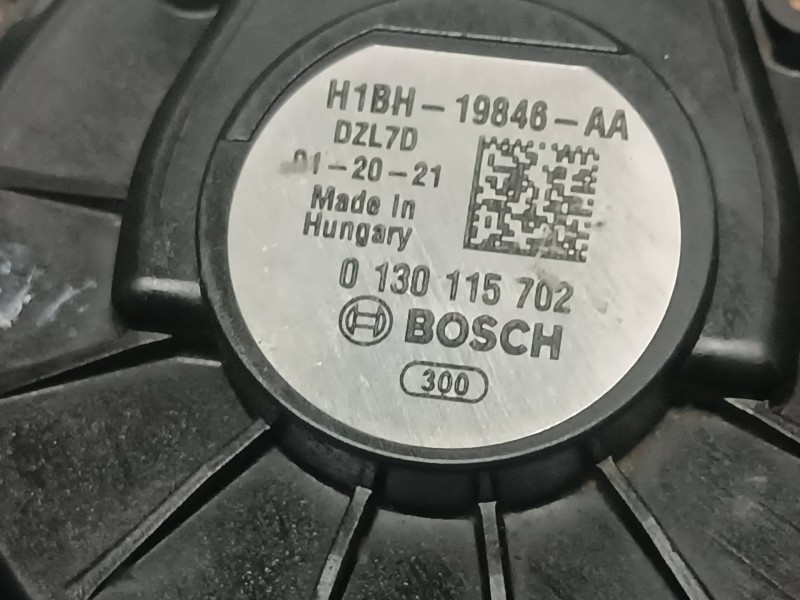 H1BH-19846-AA
DZL7D
01-20-21
Made In
Hungary
0 130 115 702
BOSCH
300